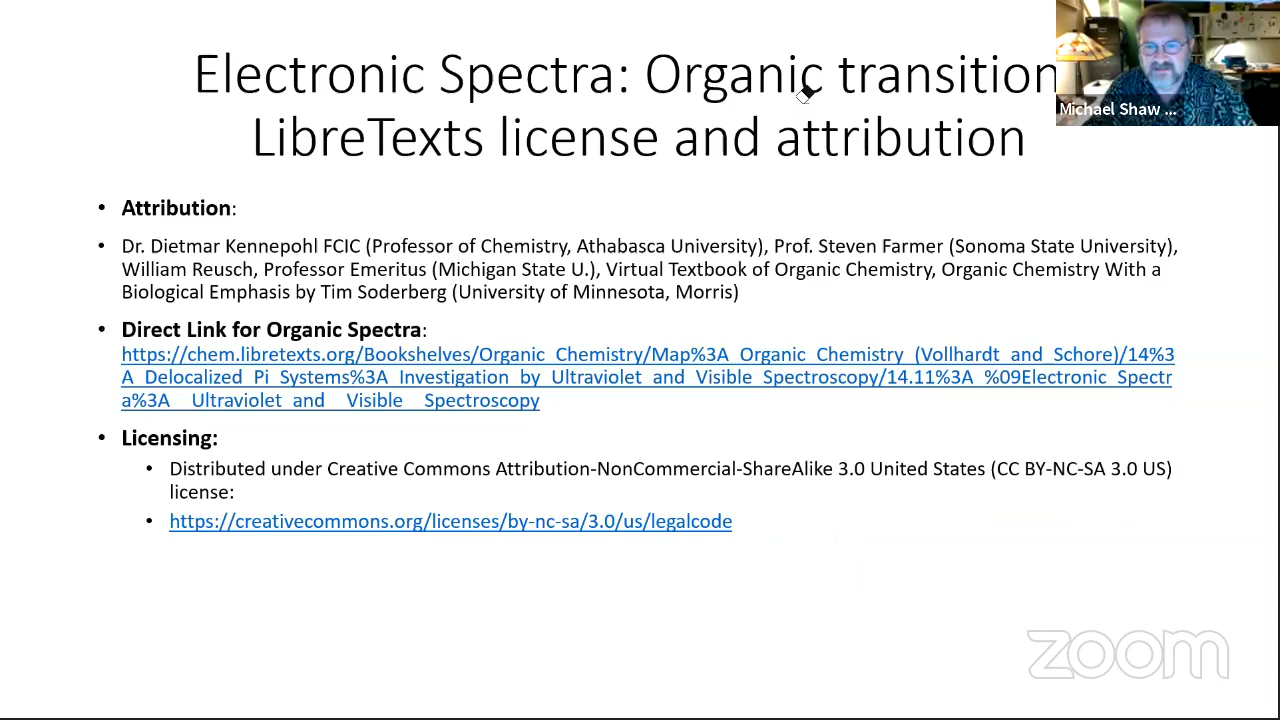 Electronic Spectra: Organic transition
LibreTexts license and attribution
Michael Shaw ...
• Attribution:
• Dr. Dietmar Kennepohl FCIC (Professor of Chemistry, Athabasca University), Prof. Steven Farmer (Sonoma State University),
William Reusch, Professor Emeritus (Michigan State U.), Virtual Textbook of Organic Chemistry, Organic Chemistry With a
Biological Emphasis by Tim Soderberg (University of Minnesota, Morris)
• Direct Link for Organic Spectra:
https://chem.libretexts.org/Bookshelves/Organic_Chemistry/Map%3A_Organic_Chemistry_(Vollhardt_and_Schore)/14%3
A_Delocalized_Pi_Systems%3A_Investigation_by_Ultraviolet_and_Visible_Spectroscopy/14.11%3A_%09Electronic_Spectr
a%3A__Ultraviolet_and__Visible__Spectroscopy
• Licensing:
• Distributed under Creative Commons Attribution-NonCommercial-ShareAlike 3.0 United States (CC BY-NC-SA 3.0 US)
license:
• https://creativecommons.org/licenses/by-nc-sa/3.0/us/legalcode
zoom